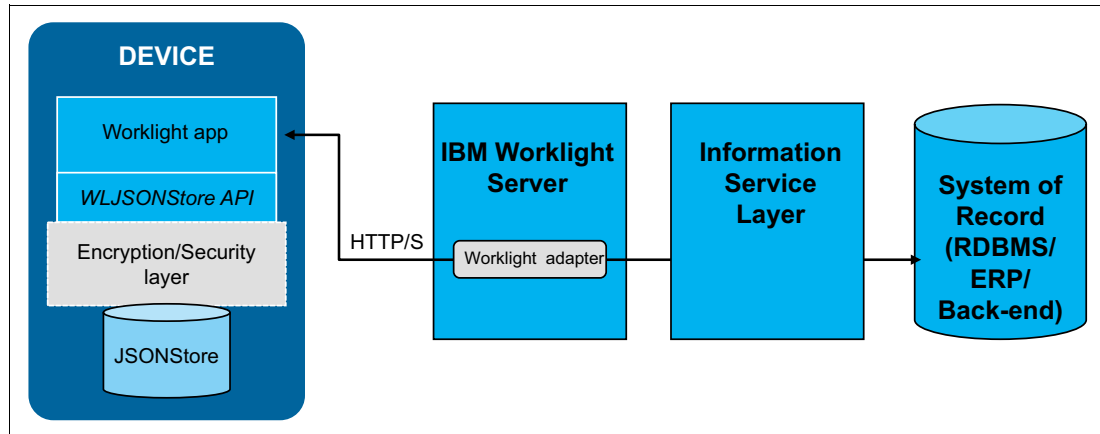 DEVICE
Worklight app
WLJSONStore API
Encryption/Security
layer
JSONStore
HTTP/S
IBM Worklight
Server
Worklight adapter
Information
Service
Layer
System of
Record
(RDBMS/
ERP/
Back-end)